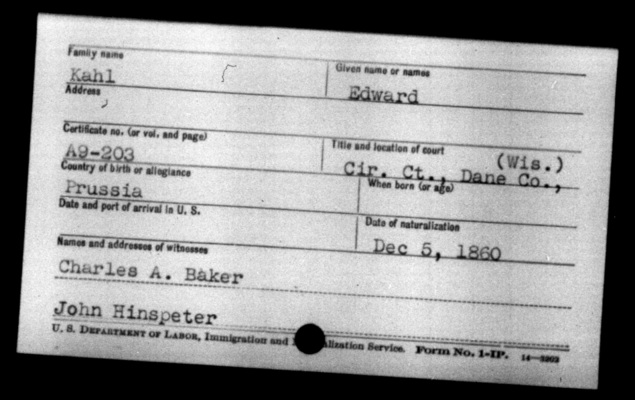 Family name
Given name or names
Kahl
Edward
Address
Certificate no. (or vol. and page)
Title and location of court
(Wis.)
A9-203
Cir. Ct., Dane Co.,
Country of birth or allegiance
When born (or age)
Prussia
Date and port of arrival in U. S.
Date of naturalization
Dec 5, 1860
Names and addresses of witnesses
Charles A. Baker
John Hinspeter
U. S. DEPARTMENT OF LABOR, Immigration and Service. Form No. 1-IP.